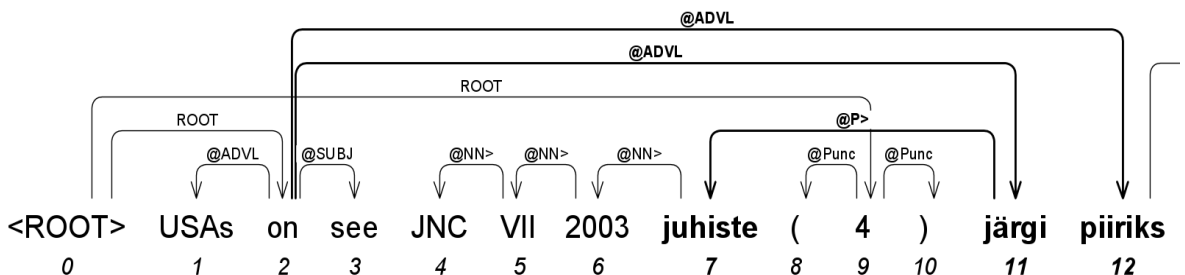 @ADVL
@ADVL
ROOT
ROOT @P>
@ADVL @SUBJ @NN> @NN> @NN> @Punc @Punc
<ROOT> USAs on see JNC VII 2003 juhiste ( 4 ) järgi piiriks
0 1 2 3 4 5 6 7 8 9 10 11 12